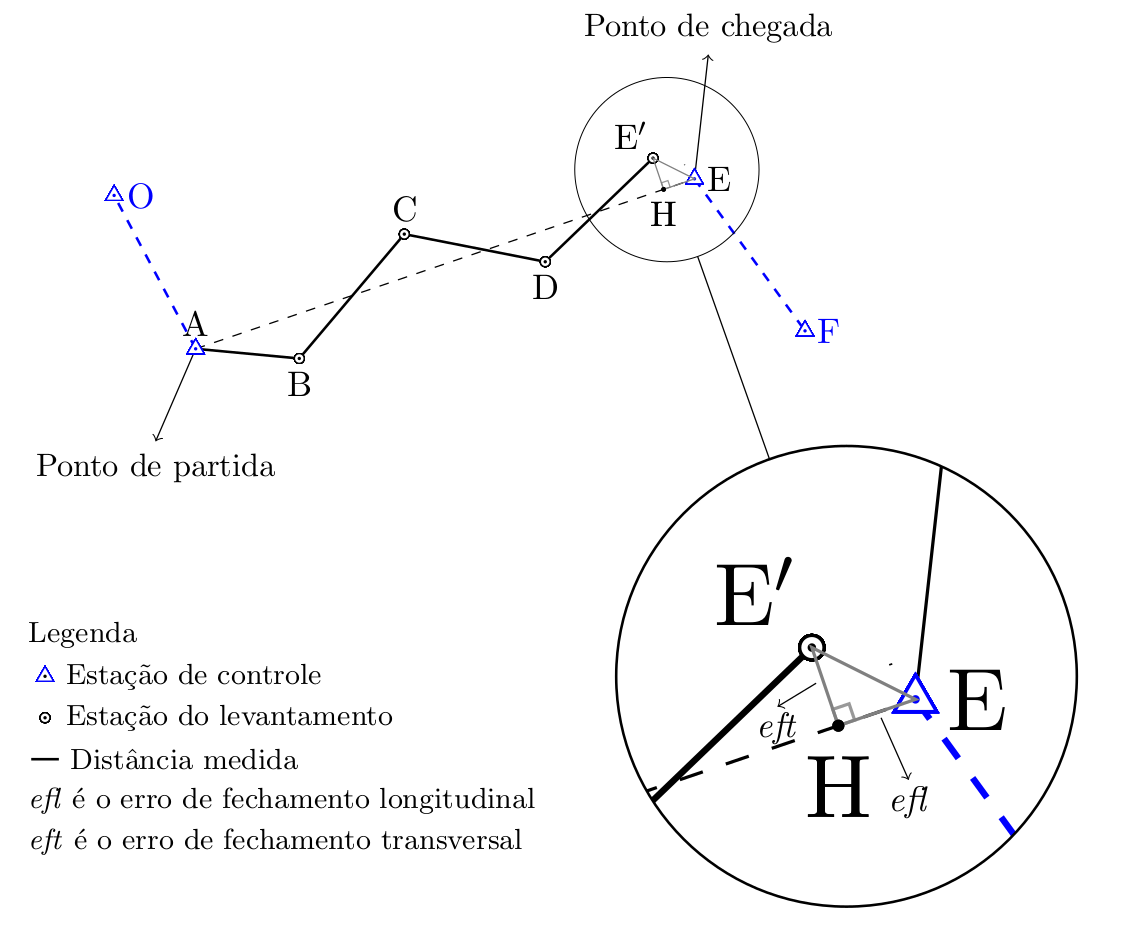 Ponto de chegada
E′
O
E
C
H
D
A
F
B
Ponto de partida
E′
Legenda
Estação de controle
E
Estação do levantamento
eft
Distância medida
H
efl
efl é o erro de fechamento longitudinal
eft é o erro de fechamento transversal